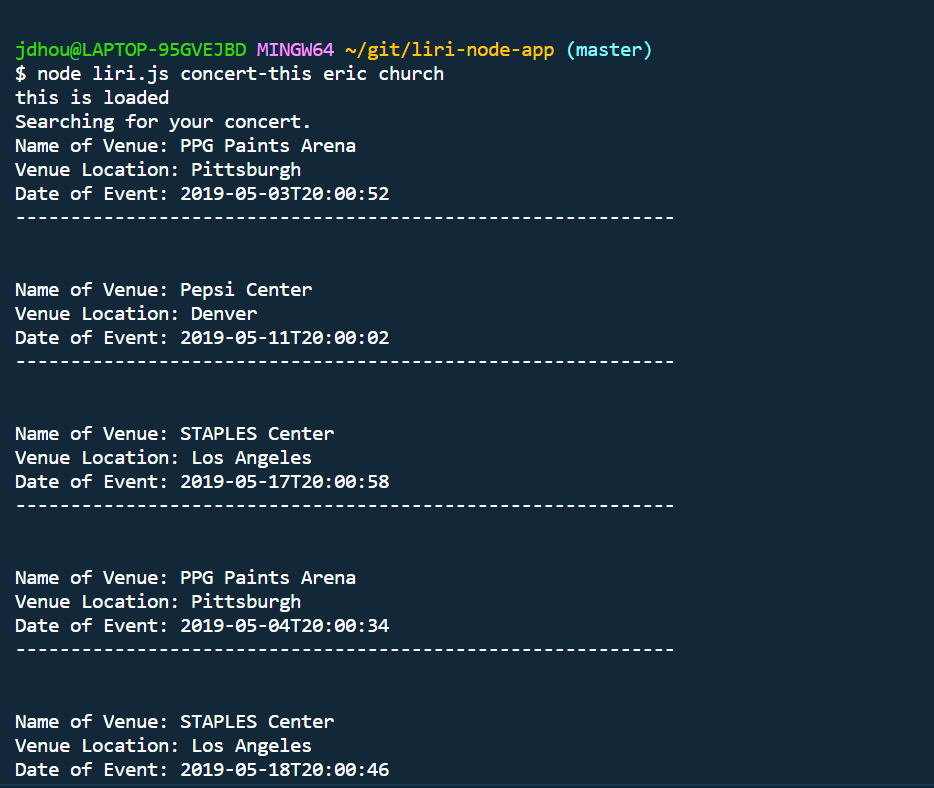 jdhou@LAPTOP-95GVEJBD MINGW64 ~/git/liri-node-app (master)
$ node liri.js concert-this eric church
this is loaded
Searching for your concert.
Name of Venue: PPG Paints Arena
Venue Location: Pittsburgh
Date of Event: 2019-05-03T20:00:52
------------------------------------------------------------
Name of Venue: Pepsi Center
Venue Location: Denver
Date of Event: 2019-05-11T20:00:02
------------------------------------------------------------
Name of Venue: STAPLES Center
Venue Location: Los Angeles
Date of Event: 2019-05-17T20:00:58
------------------------------------------------------------
Name of Venue: PPG Paints Arena
Venue Location: Pittsburgh
Date of Event: 2019-05-04T20:00:34
------------------------------------------------------------
Name of Venue: STAPLES Center
Venue Location: Los Angeles
Date of Event: 2019-05-18T20:00:46